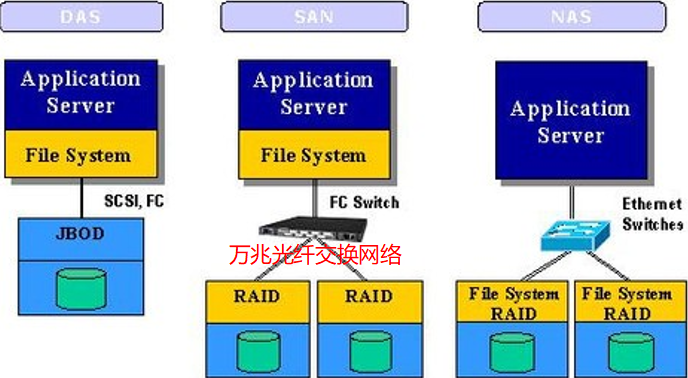 DAS
SAN
NAS
Application
Server
File System
SCSI, FC
JBOD
Application
Server
File System
FC Switch
万兆光纤交换网络
RAID
RAID
Application
Server
Ethernet
Switches
File System
RAID
File System
RAID